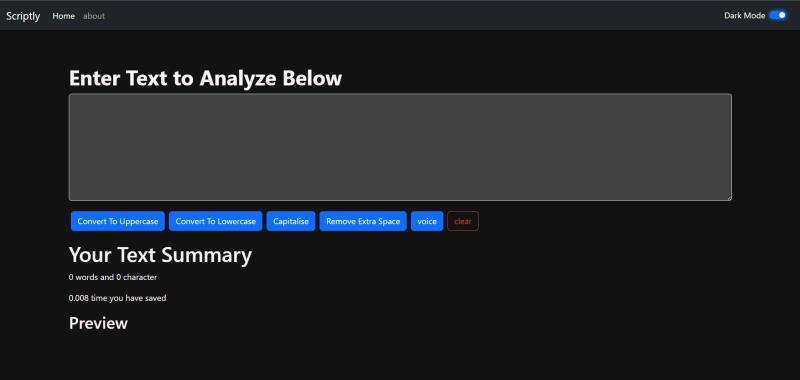 Scriptly Home about Dark Mode
Enter Text to Analyze Below
Convert To Uppercase Convert To Lowercase Capitalise Remove Extra Space voice clear
Your Text Summary
0 words and 0 character
0.008 time you have saved
Preview